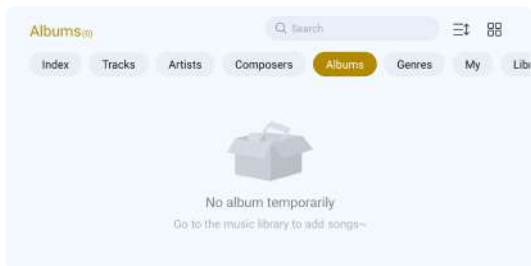 Albums(0)
Search
Index Tracks Artists Composers Albums Genres My
No album temporarily
Go to the music library to add songs~